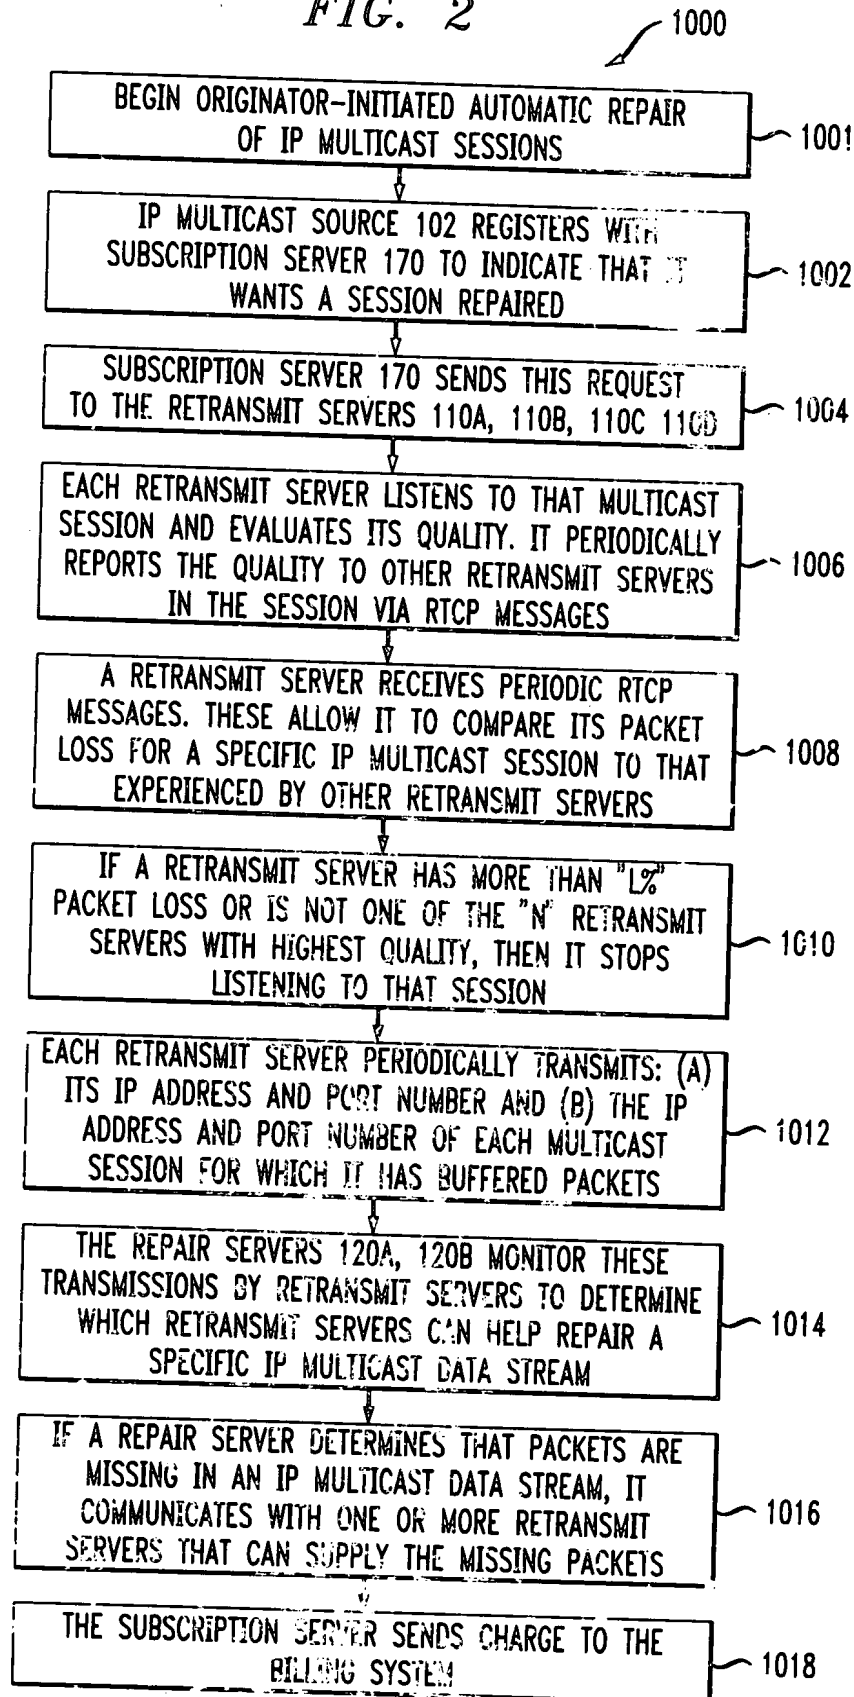 FIG. 2
1000
BEGIN ORIGINATOR-INITIATED AUTOMATIC REPAIR
OF IP MULTICAST SESSIONS
1001
IP MULTICAST SOURCE 102 REGISTERS WITH
SUBSCRIPTION SERVER 170 TO INDICATE THAT IT
WANTS A SESSION REPAIRED
1002
SUBSCRIPTION SERVER 170 SENDS THIS REQUEST
TO THE RETRANSMIT SERVERS 110A, 110B, 110C 110D
1004
EACH RETRANSMIT SERVER LISTENS TO THAT MULTICAST
SESSION AND EVALUATES ITS QUALITY. IT PERIODICALLY
REPORTS THE QUALITY TO OTHER RETRANSMIT SERVERS
IN THE SESSION VIA RTCP MESSAGES
1006
A RETRANSMIT SERVER RECEIVES PERIODIC RTCP
MESSAGES. THESE ALLOW IT TO COMPARE ITS PACKET
LOSS FOR A SPECIFIC IP MULTICAST SESSION TO THAT
EXPERIENCED BY OTHER RETRANSMIT SERVERS
1008
IF A RETRANSMIT SERVER HAS MORE THAN "L%"
PACKET LOSS OR IS NOT ONE OF THE "N" RETRANSMIT
SERVERS WITH HIGHEST QUALITY, THEN IT STOPS
LISTENING TO THAT SESSION
1010
EACH RETRANSMIT SERVER PERIODICALLY TRANSMITS: (A)
ITS IP ADDRESS AND PORT NUMBER AND (B) THE IP
ADDRESS AND PORT NUMBER OF EACH MULTICAST
SESSION FOR WHICH IT HAS BUFFERED PACKETS
1012
THE REPAIR SERVERS 120A, 120B MONITOR THESE
TRANSMISSIONS BY RETRANSMIT SERVERS TO DETERMINE
WHICH RETRANSMIT SERVERS CAN HELP REPAIR A
SPECIFIC IP MULTICAST DATA STREAM
1014
IF A REPAIR SERVER DETERMINES THAT PACKETS ARE
MISSING IN AN IP MULTICAST DATA STREAM, IT
COMMUNICATES WITH ONE OR MORE RETRANSMIT
SERVERS THAT CAN SUPPLY THE MISSING PACKETS
1016
THE SUBSCRIPTION SERVER SENDS CHARGE TO THE
BILLING SYSTEM
1018